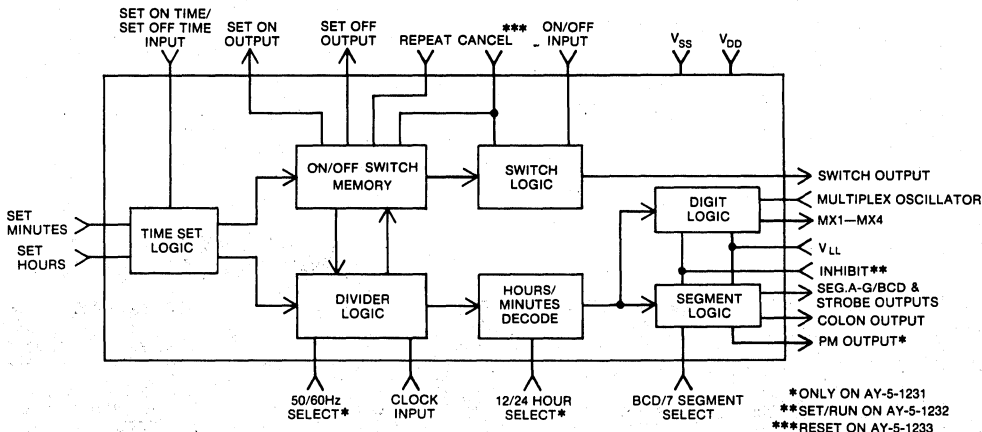 SET ON TIME/
SET OFF TIME
INPUT
SET ON
OUTPUT
SET OFF
OUTPUT
REPEAT CANCEL***
ON/OFF
INPUT
VSS
VDD
ON/OFF SWITCH
MEMORY
SWITCH
LOGIC
SWITCH OUTPUT
DIGIT
LOGIC
MULTIPLEX OSCILLATOR
MX1—MX4
SET
MINUTES
SET
HOURS
TIME SET
LOGIC
VLL
INHIBIT**
DIVIDER
LOGIC
HOURS/
MINUTES
DECODE
SEGMENT
LOGIC
SEG.A-G/BCD &
STROBE OUTPUTS
COLON OUTPUT
PM OUTPUT*
50/60Hz
SELECT*
CLOCK
INPUT
12/24 HOUR
SELECT*
BCD/7 SEGMENT
SELECT
*ONLY ON AY-5-1231
**SET/RUN ON AY-5-1232
***RESET ON AY-5-1233